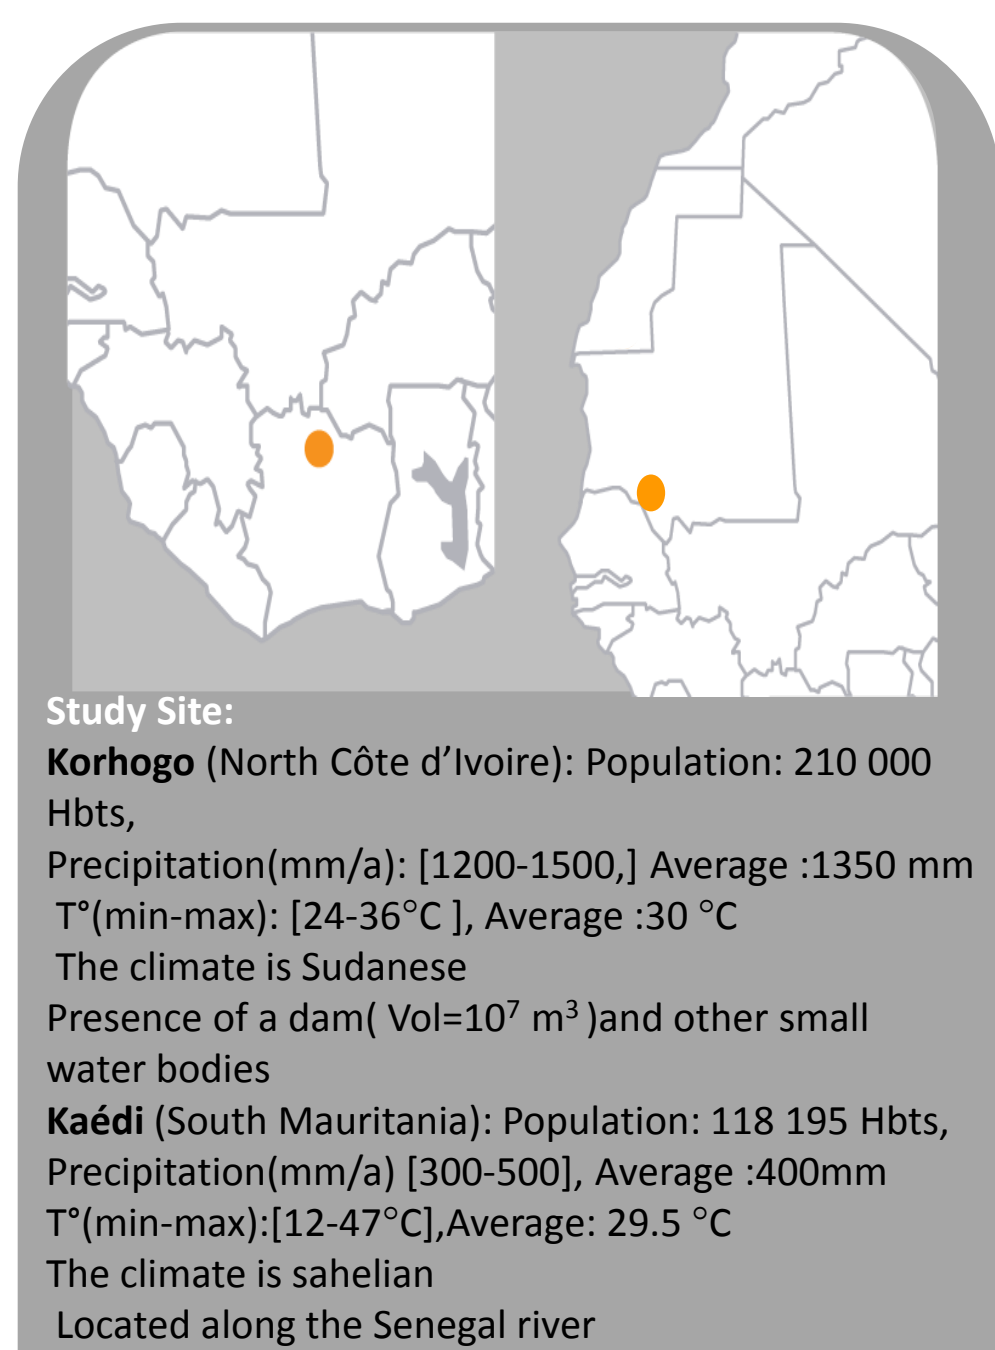 Study Site:
Korhogo (North Côte d’Ivoire): Population: 210 000
Hbts,
Precipitation(mm/a): [1200-1500,] Average :1350 mm
T°(min-max): [24-36°C ], Average :30 °C
The climate is Sudanese
Presence of a dam( Vol=10⁷ m³ )and other small
water bodies
Kaédi (South Mauritania): Population: 118 195 Hbts,
Precipitation(mm/a) [300-500], Average :400mm
T°(min-max):[12-47°C],Average: 29.5 °C
The climate is sahelian
Located along the Senegal river